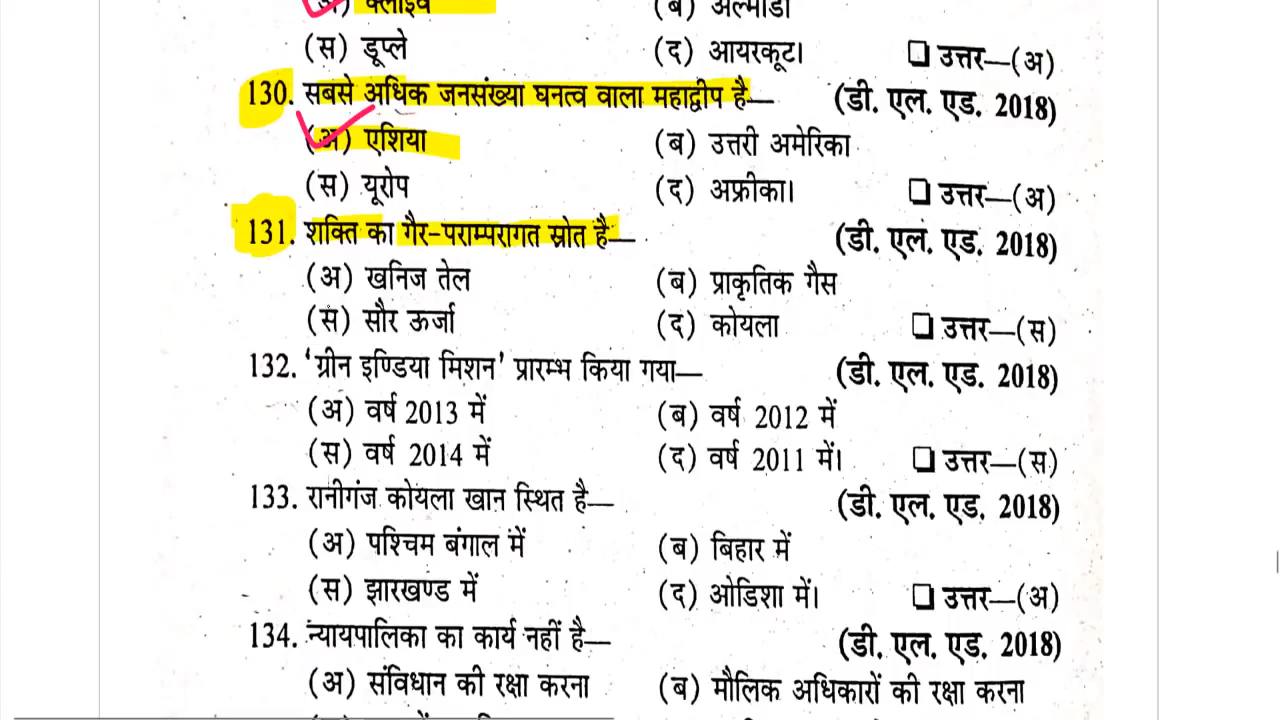 (अ) क्लाइव (ब) अल्मोडा
(स) डूप्ले (द) आयरकूट। ❑ उत्तर—(अ)
130. सबसे अधिक जनसंख्या घनत्व वाला महाद्वीप है— (डी. एल. एड. 2018)
(अ) एशिया (ब) उत्तरी अमेरिका
(स) यूरोप (द) अफ्रीका। ❑ उत्तर—(अ)
131. शक्ति का गैर-पराम्परागत स्रोत है— (डी. एल. एड. 2018)
(अ) खनिज तेल (ब) प्राकृतिक गैस
(स) सौर ऊर्जा (द) कोयला ❑ उत्तर—(स)
132. 'ग्रीन इण्डिया मिशन' प्रारम्भ किया गया— (डी. एल. एड. 2018)
(अ) वर्ष 2013 में (ब) वर्ष 2012 में
(स) वर्ष 2014 में (द) वर्ष 2011 में। ❑ उत्तर—(स)
133. रानीगंज कोयला खान स्थित है— (डी. एल. एड. 2018)
(अ) पश्चिम बंगाल में (ब) बिहार में
(स) झारखण्ड में (द) ओडिशा में। ❑ उत्तर—(अ)
134. न्यायपालिका का कार्य नहीं है— (डी. एल. एड. 2018)
(अ) संविधान की रक्षा करना (ब) मौलिक अधिकारों की रक्षा करना